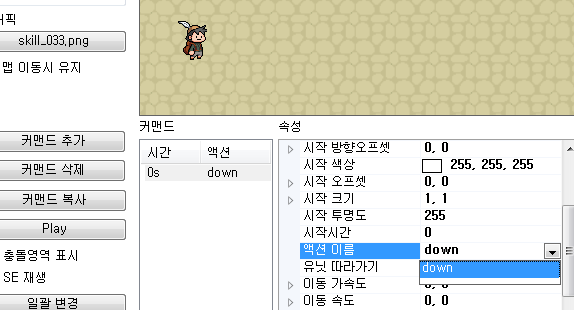 skill_033.png
맵 이동시 유지
커맨드 추가
커맨드 삭제
커맨드 복사
Play
충돌영역 표시
SE 재생
일괄 변경
커맨드
시간 액션
0s down
속성
시작 방향오프셋 0, 0
시작 색상 255, 255, 255
시작 오프셋 0, 0
시작 크기 1, 1
시작 투명도 255
시작시간 0
액션 이름 down
유닛 따라가기 down
이동 가속도 0, 0
이동 속도 0, 0